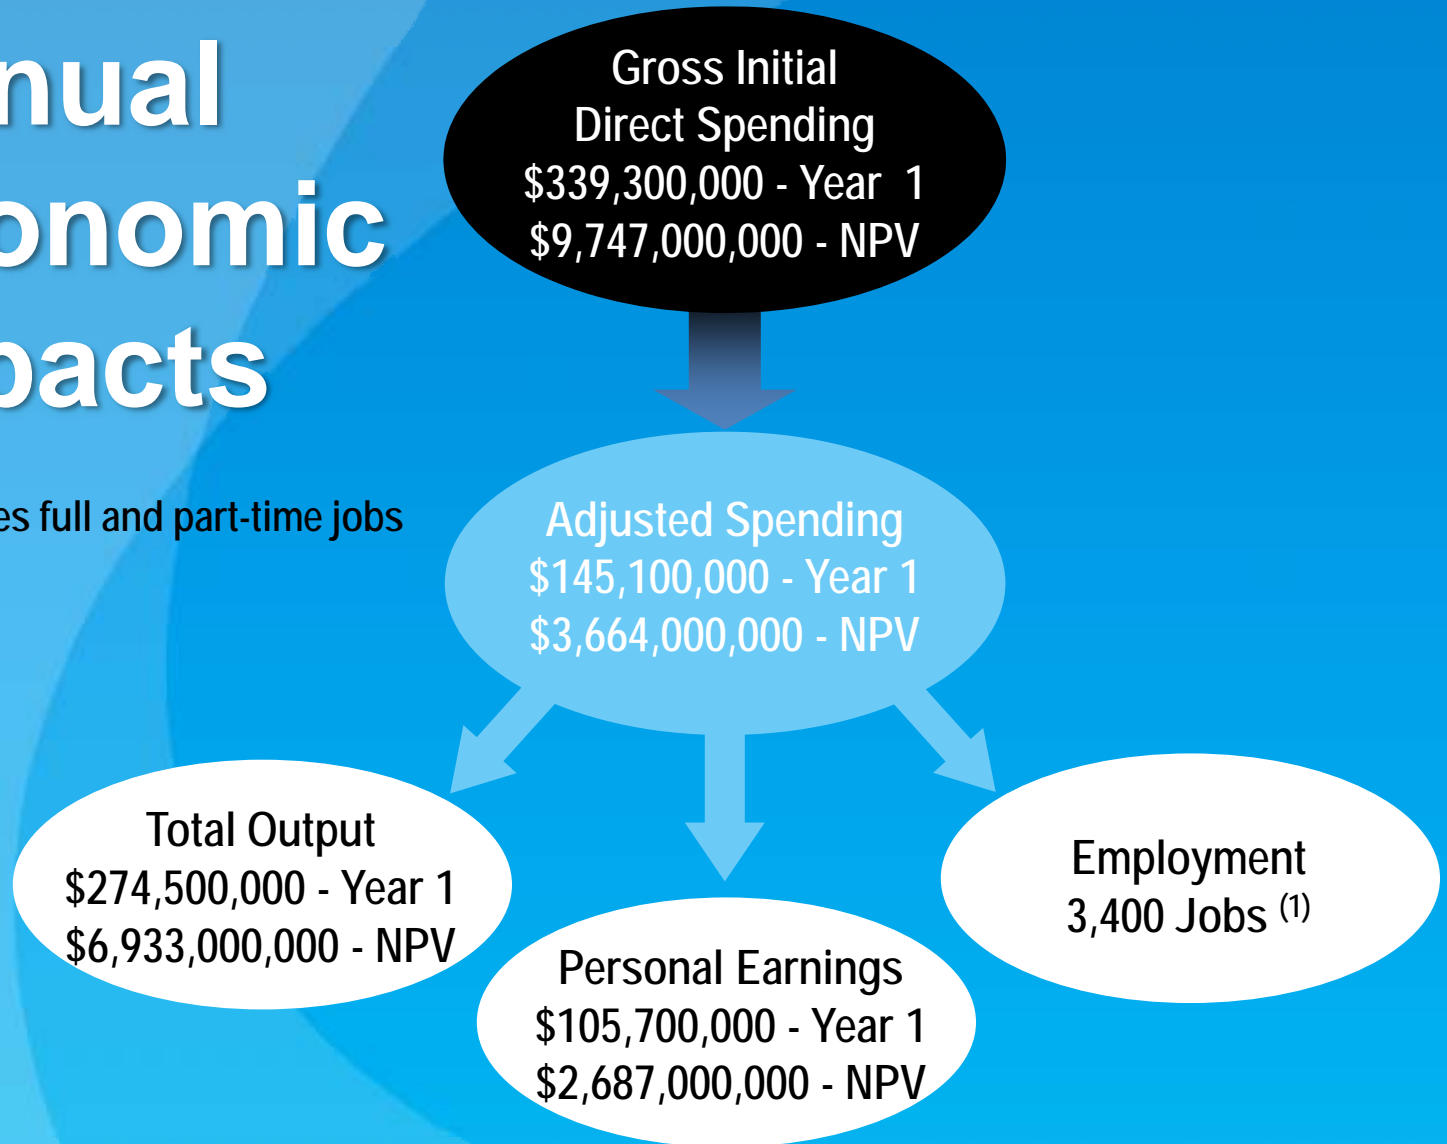 nual
onomic
pacts
es full and part-time jobs
Gross Initial
Direct Spending
$339,300,000 - Year 1
$9,747,000,000 - NPV
Adjusted Spending
$145,100,000 - Year 1
$3,664,000,000 - NPV
Total Output
$274,500,000 - Year 1
$6,933,000,000 - NPV
Personal Earnings
$105,700,000 - Year 1
$2,687,000,000 - NPV
Employment
3,400 Jobs (1)